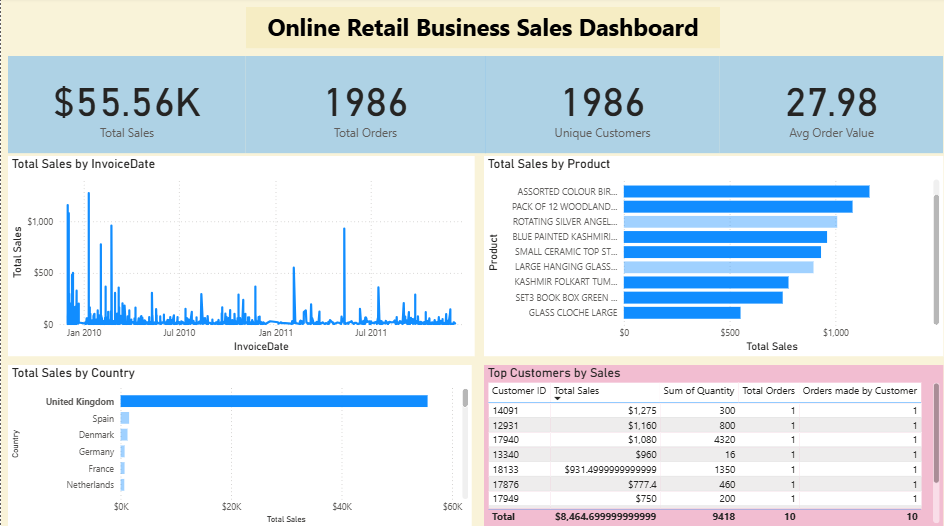 Online Retail Business Sales Dashboard
$55.56K
Total Sales
1986
Total Orders
1986
Unique Customers
27.98
Avg Order Value
Total Sales by InvoiceDate
Total Sales
$1,000
$500
$0
Jan 2010 Jul 2010 Jan 2011 Jul 2011
InvoiceDate
Total Sales by Product
Product
ASSORTED COLOUR BIR...
PACK OF 12 WOODLAND...
ROTATING SILVER ANGEL...
BLUE PAINTED KASHMIRI...
SMALL CERAMIC TOP ST...
LARGE HANGING GLASS...
KASHMIR FOLKART TUM...
SET3 BOOK BOX GREEN ...
GLASS CLOCHE LARGE
$0 $500 $1,000
Total Sales
Total Sales by Country
Country
United Kingdom
Spain
Denmark
Germany
France
Netherlands
$0K $20K $40K $60K
Total Sales
Top Customers by Sales
Customer ID Total Sales Sum of Quantity Total Orders Orders made by Customer
14091 $1,275 300 1 1
12931 $1,160 800 1 1
17940 $1,080 4320 1 1
13340 $960 16 1 1
18133 $931.4999999999999 1350 1 1
17876 $777.4 460 1 1
17949 $750 200 1 1
Total $8,464.699999999999 9418 10 10